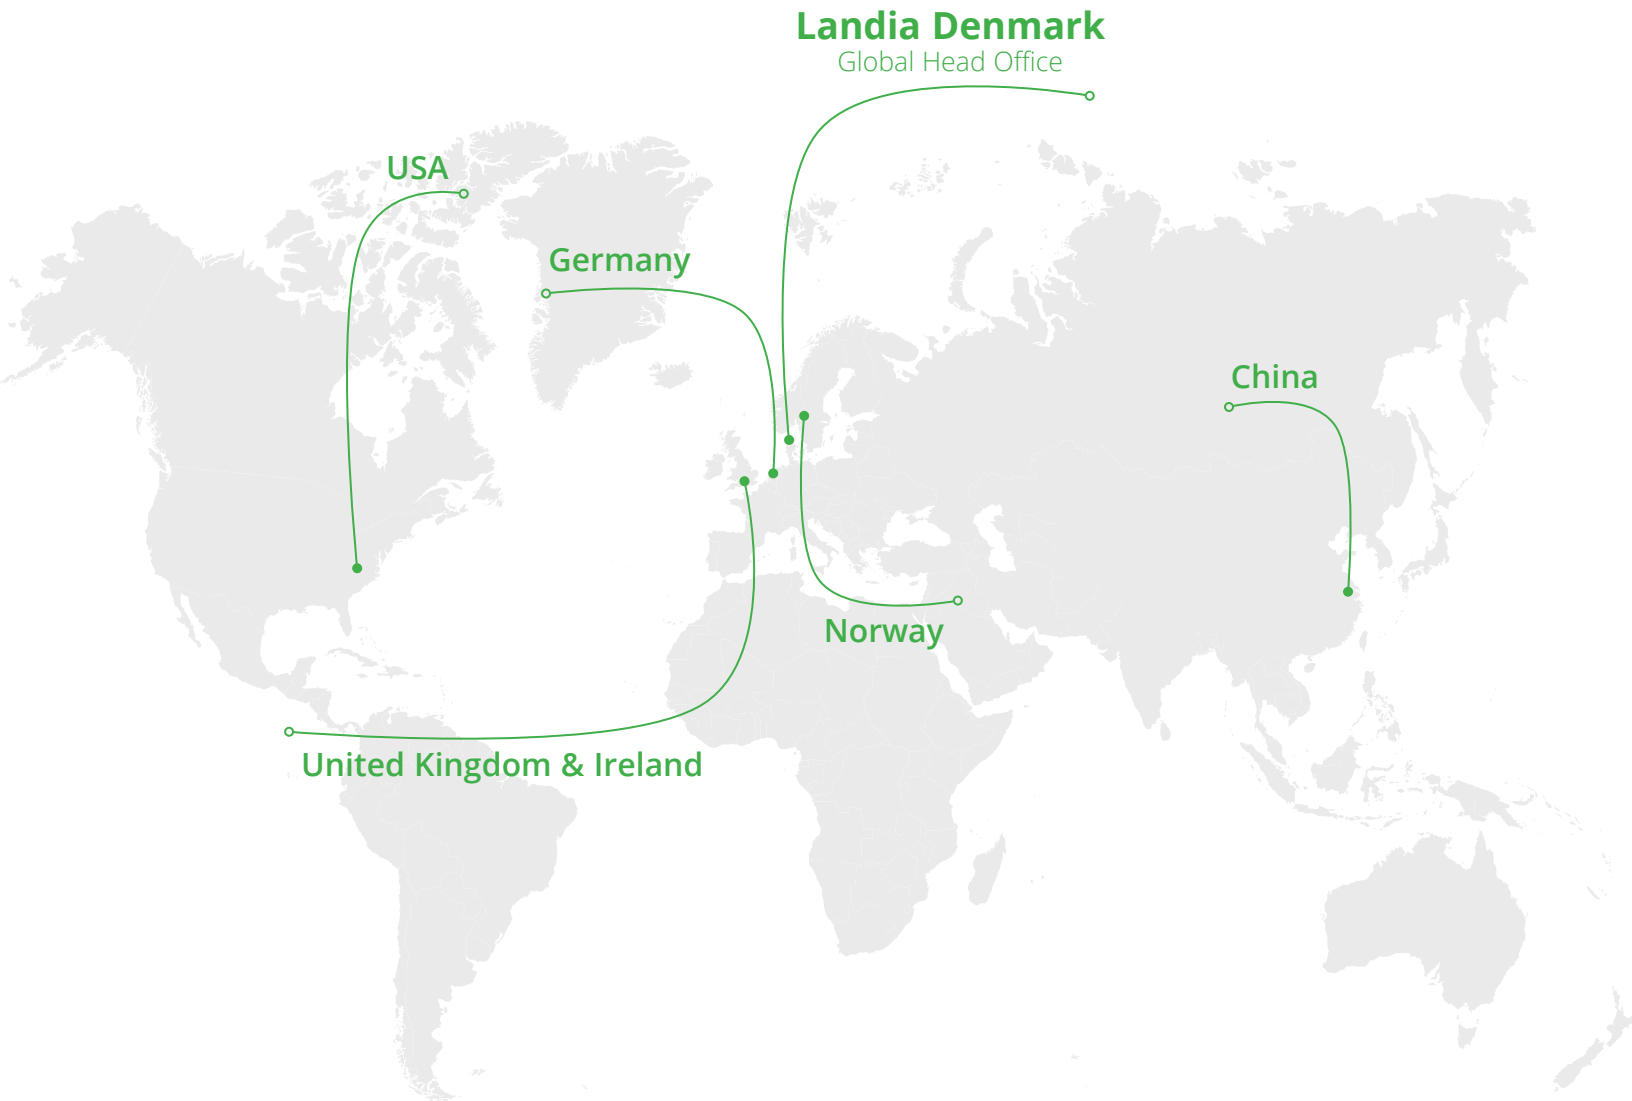 Landia Denmark
Global Head Office
USA
Germany
China
Norway
United Kingdom & Ireland